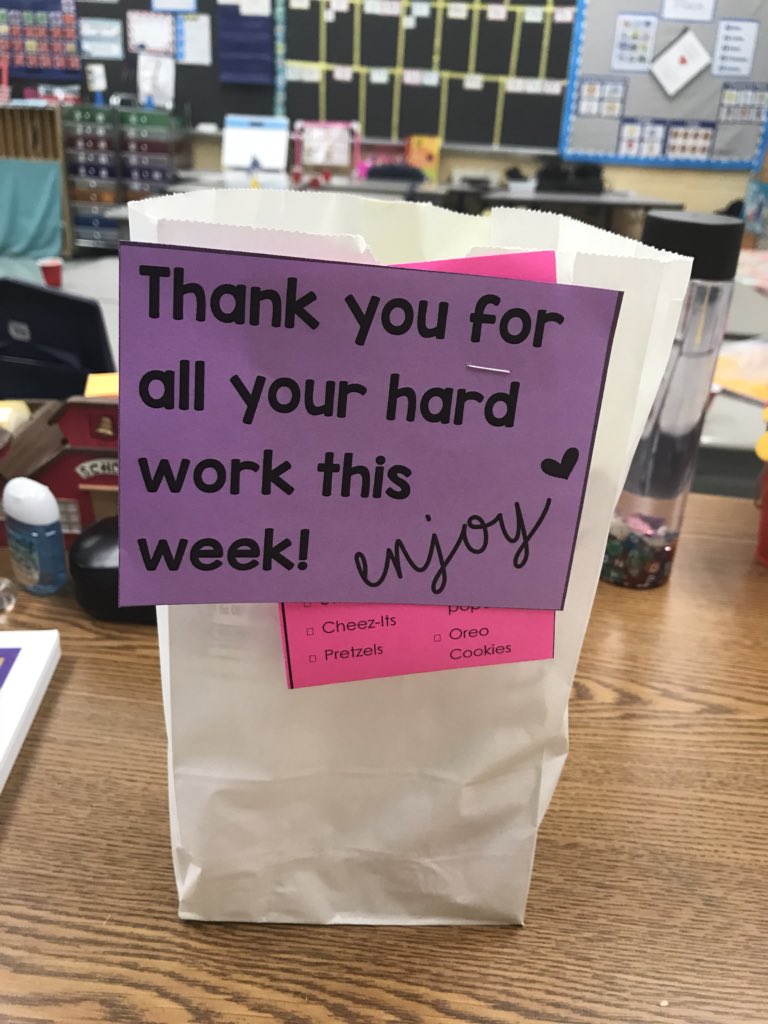 Thank you for
all your hard
work this
week! enjoy
Cheez-Its
Pretzels
Oreo
Cookies